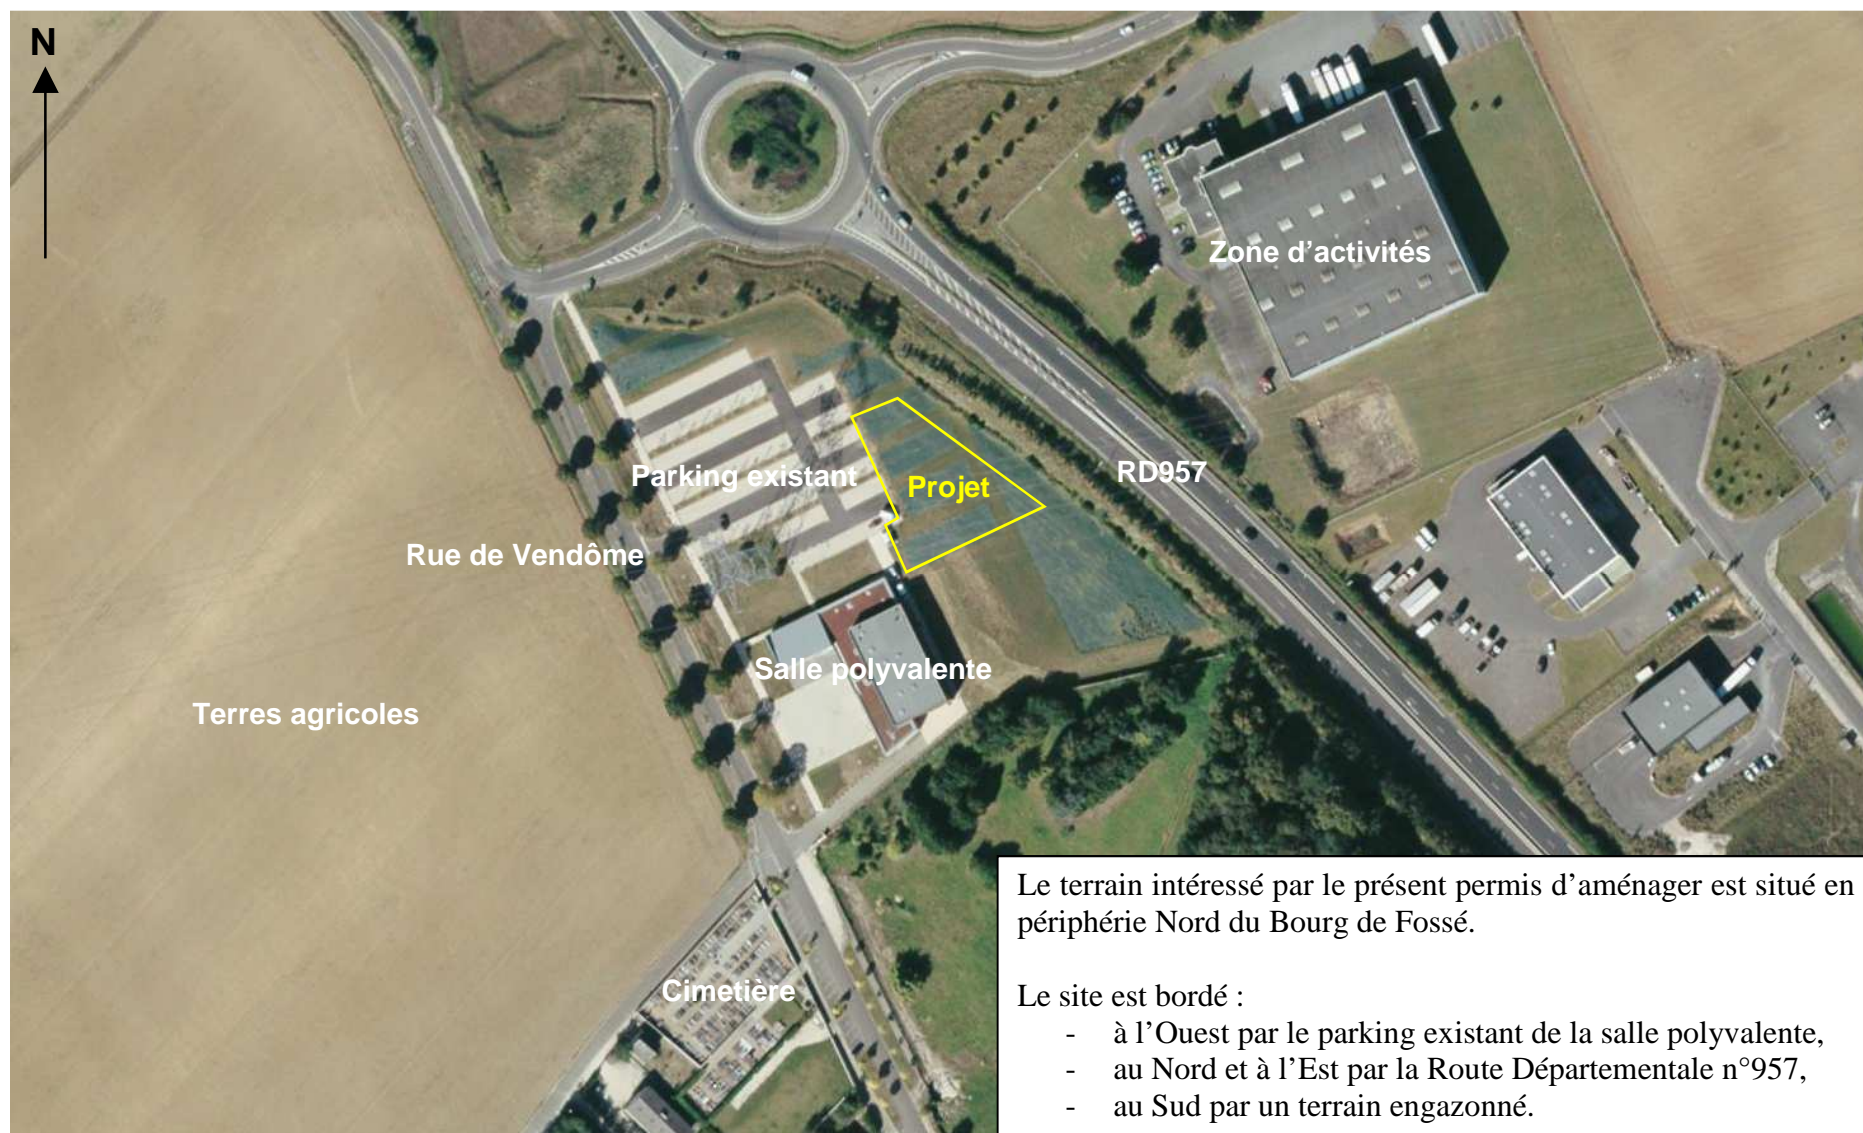 N
Zone d’activités
Parking existant
Projet
RD957
Rue de Vendôme
Salle polyvalente
Terres agricoles
Cimetière
Le terrain intéressé par le présent permis d’aménager est situé en
périphérie Nord du Bourg de Fossé.
Le site est bordé :
- à l’Ouest par le parking existant de la salle polyvalente,
- au Nord et à l’Est par la Route Départementale n°957,
- au Sud par un terrain engazonné.